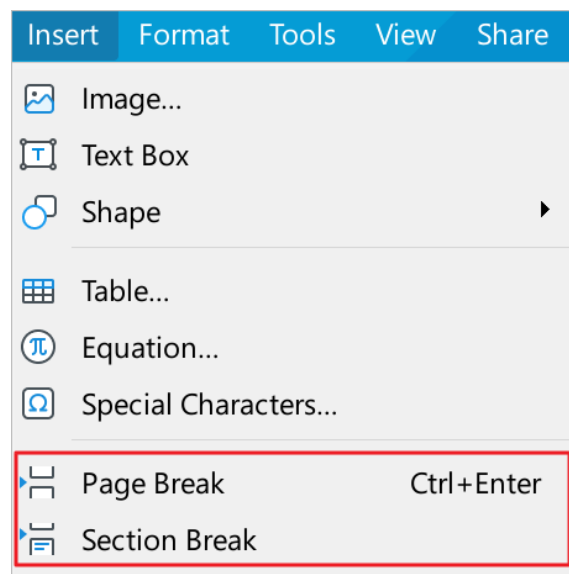 Insert Format Tools View Share
Image...
T Text Box
Shape
Table...
π Equation...
Ω Special Characters...
Page Break Ctrl+Enter
Section Break